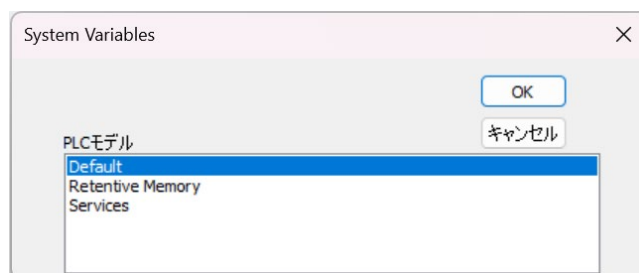 System Variables
OK
キャンセル
PLCモデル
Default
Retentive Memory
Services